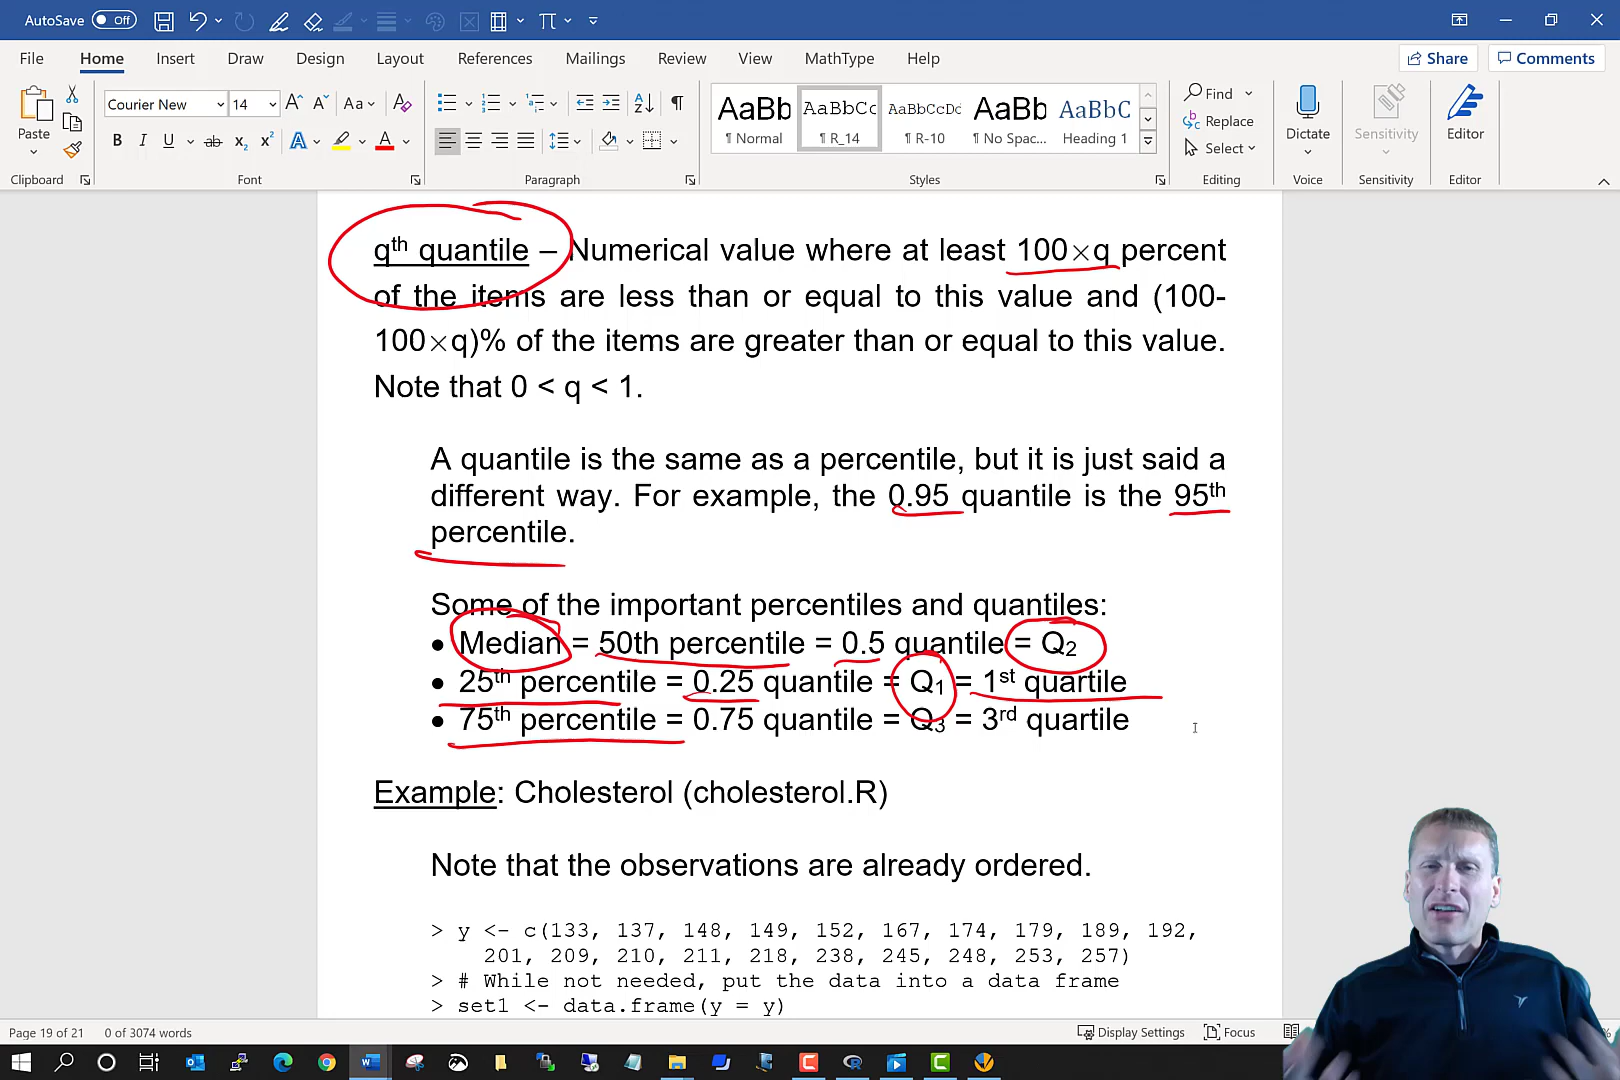 AutoSave Off
File Home Insert Draw Design Layout References Mailings Review View MathType Help Share Comments
Paste Courier New 14 Aa AaBb AaBbCc AaBbCcDc AaBb AaBbC Find Replace Select Dictate Sensitivity Editor
B I U ab x₂ x² A A ¶ Normal ¶ R_14 ¶ R-10 ¶ No Spac... Heading 1
Clipboard Font Paragraph Styles Editing Voice Sensitivity Editor
qth quantile – Numerical value where at least 100×q percent
of the items are less than or equal to this value and (100-
100×q)% of the items are greater than or equal to this value.
Note that 0 < q < 1.
A quantile is the same as a percentile, but it is just said a
different way. For example, the 0.95 quantile is the 95th
percentile.
Some of the important percentiles and quantiles:
• Median = 50th percentile = 0.5 quantile = Q₂
• 25th percentile = 0.25 quantile = Q₁ = 1st quartile
• 75th percentile = 0.75 quantile = Q₃ = 3rd quartile
Example: Cholesterol (cholesterol.R)
Note that the observations are already ordered.
> y <- c(133, 137, 148, 149, 152, 167, 174, 179, 189, 192,
201, 209, 210, 211, 218, 238, 245, 248, 253, 257)
> # While not needed, put the data into a data frame
> set1 <- data.frame(y = y)
Page 19 of 21 0 of 3074 words Display Settings Focus